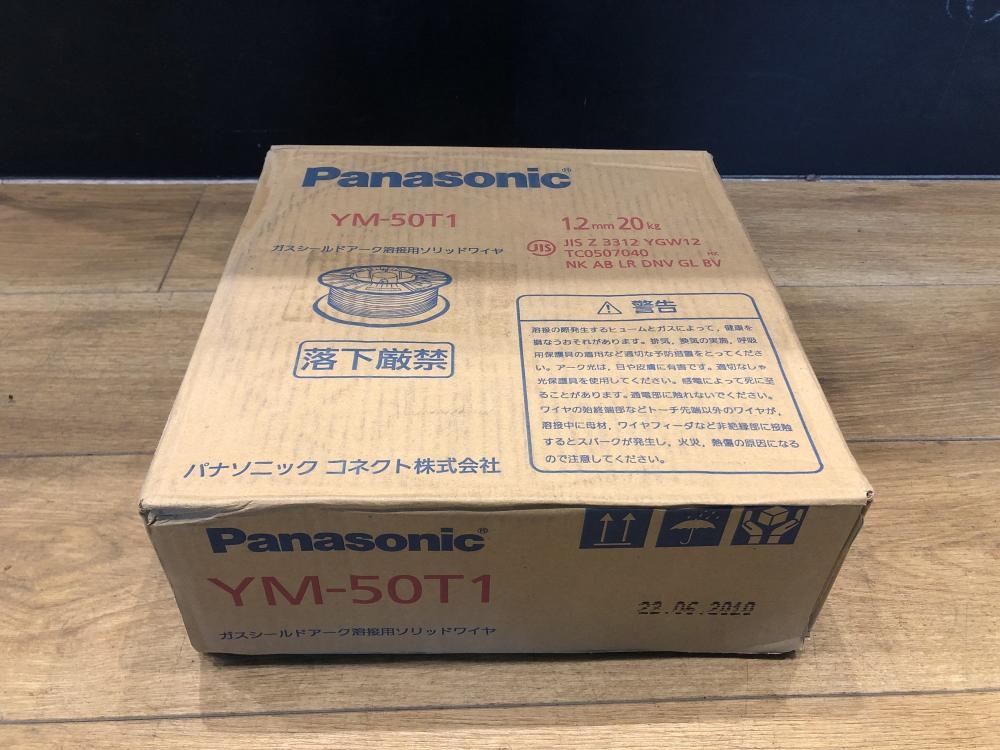 Panasonic®
YM-50T1
1.2mm 20kg
ガスシールドアーク溶接用ソリッドワイヤ
JIS JIS Z 3312 YGW12
TC0507040 HK
NK AB LR DNV GL BV
落下厳禁
警告
溶接の際発生するヒュームとガスによって，健康を
損なうおそれがあります。排気，換気の実施，呼吸
用保護具の着用など適切な予防措置をとってくださ
い。アーク光は，目や皮膚に有害です。適切なしゃ
光保護具を使用してください。感電によって死に至
ることがあります。通電部に触れないでください。
ワイヤの始終端部などトーチ先端以外のワイヤが，
溶接中に母材，ワイヤフィーダなど非絶縁部に接触
するとスパークが発生し，火災，熱傷の原因になる
ので注意してください。
パナソニック コネクト株式会社
Panasonic®
YM-50T1
ガスシールドアーク溶接用ソリッドワイヤ
22.06.2010